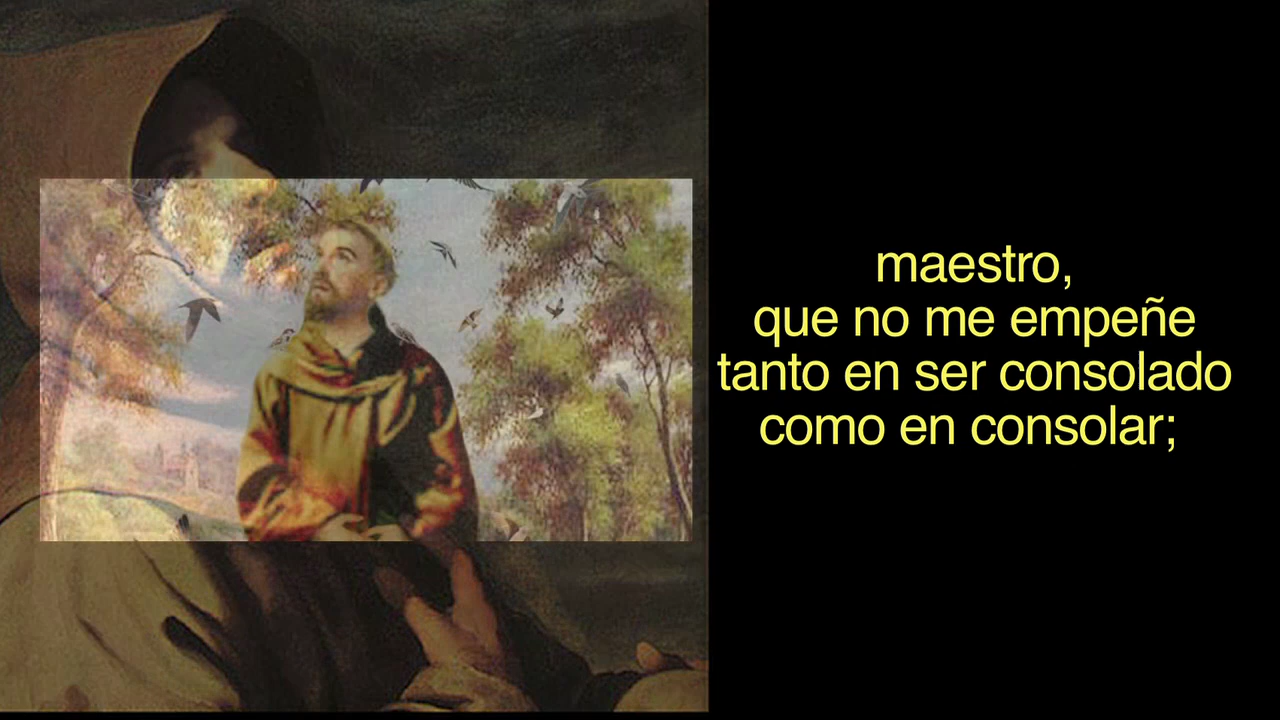 maestro,
que no me empeñe
tanto en ser consolado
como en consolar;